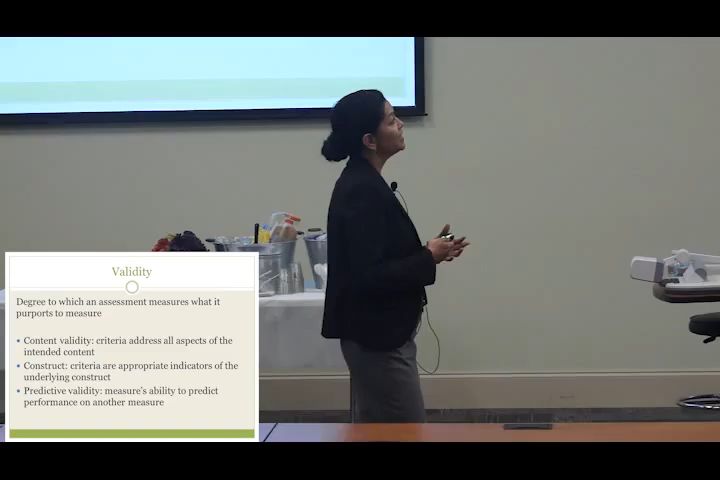 Validity
Degree to which an assessment measures what it
purports to measure
• Content validity: criteria address all aspects of the
intended content
• Construct: criteria are appropriate indicators of the
underlying construct
• Predictive validity: measure's ability to predict
performance on another measure